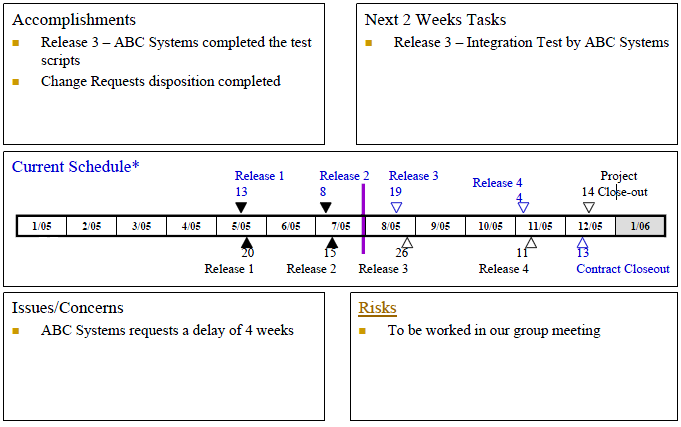 Accomplishments
Release 3 – ABC Systems completed the test
scripts
Change Requests disposition completed
Next 2 Weeks Tasks
Release 3 – Integration Test by ABC Systems
Current Schedule*
Release 1
13
Release 2
8
Release 3
19
Release 4
4
Project
14 Close-out
1/05 2/05 3/05 4/05 5/05 6/05 7/05 8/05 9/05 10/05 11/05 12/05 1/06
20
Release 1
15
Release 2
26
Release 3
11
Release 4
13
Contract Closeout
Issues/Concerns
ABC Systems requests a delay of 4 weeks
Risks
To be worked in our group meeting